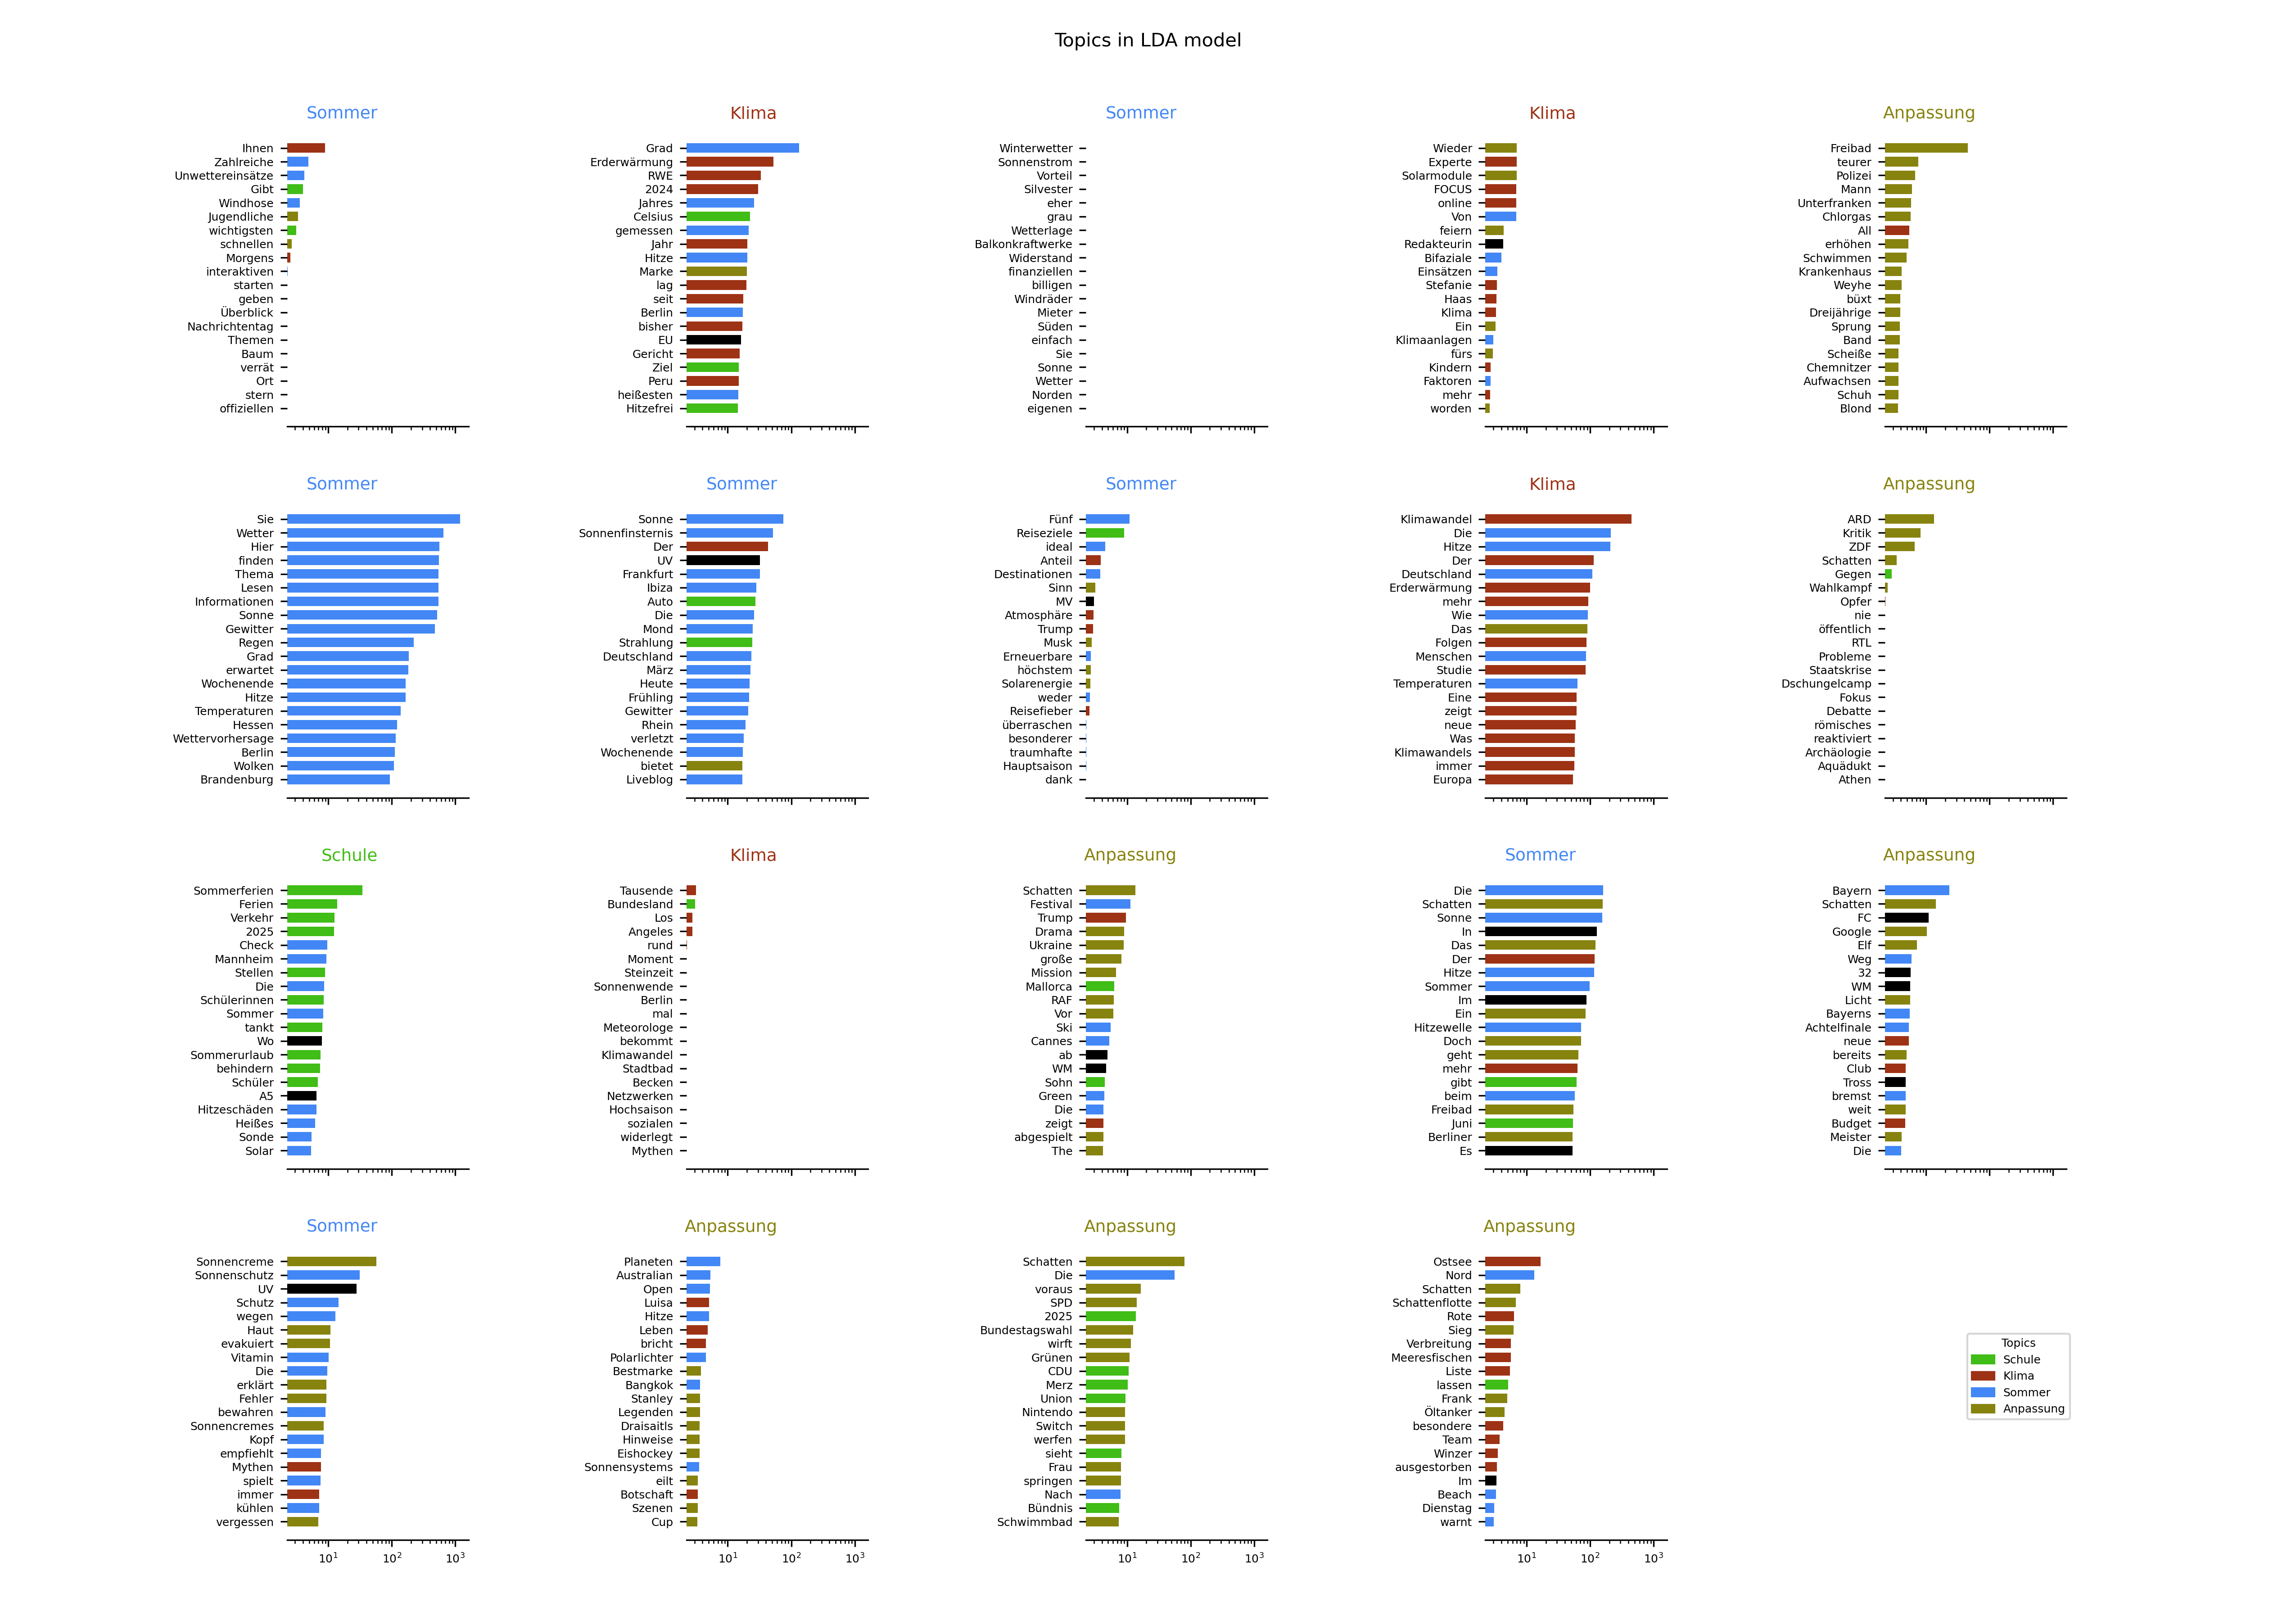 Topics in LDA model
Sommer
Ihnen
Zahlreiche
Unwettereinsätze
Gibt
Windhose
Jugendliche
wichtigsten
schnellen
Morgens
interaktiven
starten
geben
Überblick
Nachrichtentag
Themen
Baum
verrät
Ort
stern
offiziellen
Klima
Grad
Erderwärmung
RWE
2024
Jahres
Celsius
gemessen
Jahr
Hitze
Marke
lag
seit
Berlin
bisher
EU
Gericht
Ziel
Peru
heißesten
Hitzefrei
Sommer
Winterwetter
Sonnenstrom
Vorteil
Silvester
eher
grau
Wetterlage
Balkonkraftwerke
Widerstand
finanziellen
billigen
Windräder
Mieter
Süden
einfach
Sie
Sonne
Wetter
Norden
eigenen
Klima
Wieder
Experte
Solarmodule
FOCUS
online
Von
feiern
Redakteurin
Bifaziale
Einsätzen
Stefanie
Haas
Klima
Ein
Klimaanlagen
fürs
Kindern
Faktoren
mehr
worden
Anpassung
Freibad
teurer
Polizei
Mann
Unterfranken
Chlorgas
All
erhöhen
Schwimmen
Krankenhaus
Weyhe
büxt
Dreijährige
Sprung
Band
Scheiße
Chemnitzer
Aufwachsen
Schuh
Blond
Sommer
Sie
Wetter
Hier
finden
Thema
Lesen
Informationen
Sonne
Gewitter
Regen
Grad
erwartet
Wochenende
Hitze
Temperaturen
Hessen
Wettervorhersage
Berlin
Wolken
Brandenburg
Sommer
Sonne
Sonnenfinsternis
Der
UV
Frankfurt
Ibiza
Auto
Die
Mond
Strahlung
Deutschland
März
Heute
Frühling
Gewitter
Rhein
verletzt
Wochenende
bietet
Liveblog
Sommer
Fünf
Reiseziele
ideal
Anteil
Destinationen
Sinn
MV
Atmosphäre
Trump
Musk
Erneuerbare
höchstem
Solarenergie
weder
Reisefieber
überraschen
besonderer
traumhafte
Hauptsaison
dank
Klima
Klimawandel
Die
Hitze
Der
Deutschland
Erderwärmung
mehr
Wie
Das
Folgen
Menschen
Studie
Temperaturen
Eine
zeigt
neue
Was
Klimawandels
immer
Europa
Anpassung
ARD
Kritik
ZDF
Schatten
Gegen
Wahlkampf
Opfer
nie
öffentlich
RTL
Probleme
Staatskrise
Dschungelcamp
Fokus
Debatte
römisches
reaktiviert
Archäologie
Aquädukt
Athen
Schule
Sommerferien
Ferien
Verkehr
2025
Check
Mannheim
Stellen
Die
Schülerinnen
Sommer
tankt
Wo
Sommerurlaub
behindern
Schüler
A5
Hitzeschäden
Heißes
Sonde
Solar
Klima
Tausende
Bundesland
Los
Angeles
rund
Moment
Steinzeit
Sonnenwende
Berlin
mal
Meteorologe
bekommt
Klimawandel
Stadtbad
Becken
Netzwerken
Hochsaison
sozialen
widerlegt
Mythen
Anpassung
Schatten
Festival
Trump
Drama
Ukraine
große
Mission
Mallorca
RAF
Vor
Ski
Cannes
ab
WM
Sohn
Green
Die
zeigt
abgespielt
The
Sommer
Die
Schatten
Sonne
In
Das
Der
Hitze
Sommer
Im
Ein
Hitzewelle
Doch
geht
mehr
gibt
beim
Freibad
Juni
Berliner
Es
Anpassung
Bayern
Schatten
FC
Google
Elf
Weg
32
WM
Licht
Bayerns
Achtelfinale
neue
bereits
Club
Tross
bremst
weit
Budget
Meister
Die
Sommer
Sonnencreme
Sonnenschutz
UV
Schutz
wegen
Haut
evakuiert
Vitamin
Die
erklärt
Fehler
bewahren
Sonnencremes
Kopf
empfiehlt
Mythen
spielt
immer
kühlen
vergessen
10¹ 10² 10³
Anpassung
Planeten
Australian
Open
Luisa
Hitze
Leben
bricht
Polarlichter
Bestmarke
Bangkok
Stanley
Legenden
Draisaitls
Hinweise
Eishockey
Sonnensystems
eilt
Botschaft
Szenen
Cup
10¹ 10² 10³
Anpassung
Schatten
Die
voraus
SPD
2025
Bundestagswahl
wirft
Grünen
CDU
Merz
Union
Nintendo
Switch
werfen
sieht
Frau
springen
Nach
Bündnis
Schwimmbad
10¹ 10² 10³
Anpassung
Ostsee
Nord
Schatten
Schattenflotte
Rote
Sieg
Verbreitung
Meeresfischen
Liste
lassen
Frank
Öltanker
besondere
Team
Winzer
ausgestorben
Im
Beach
Dienstag
warnt
10¹ 10² 10³
Topics
Schule
Klima
Sommer
Anpassung